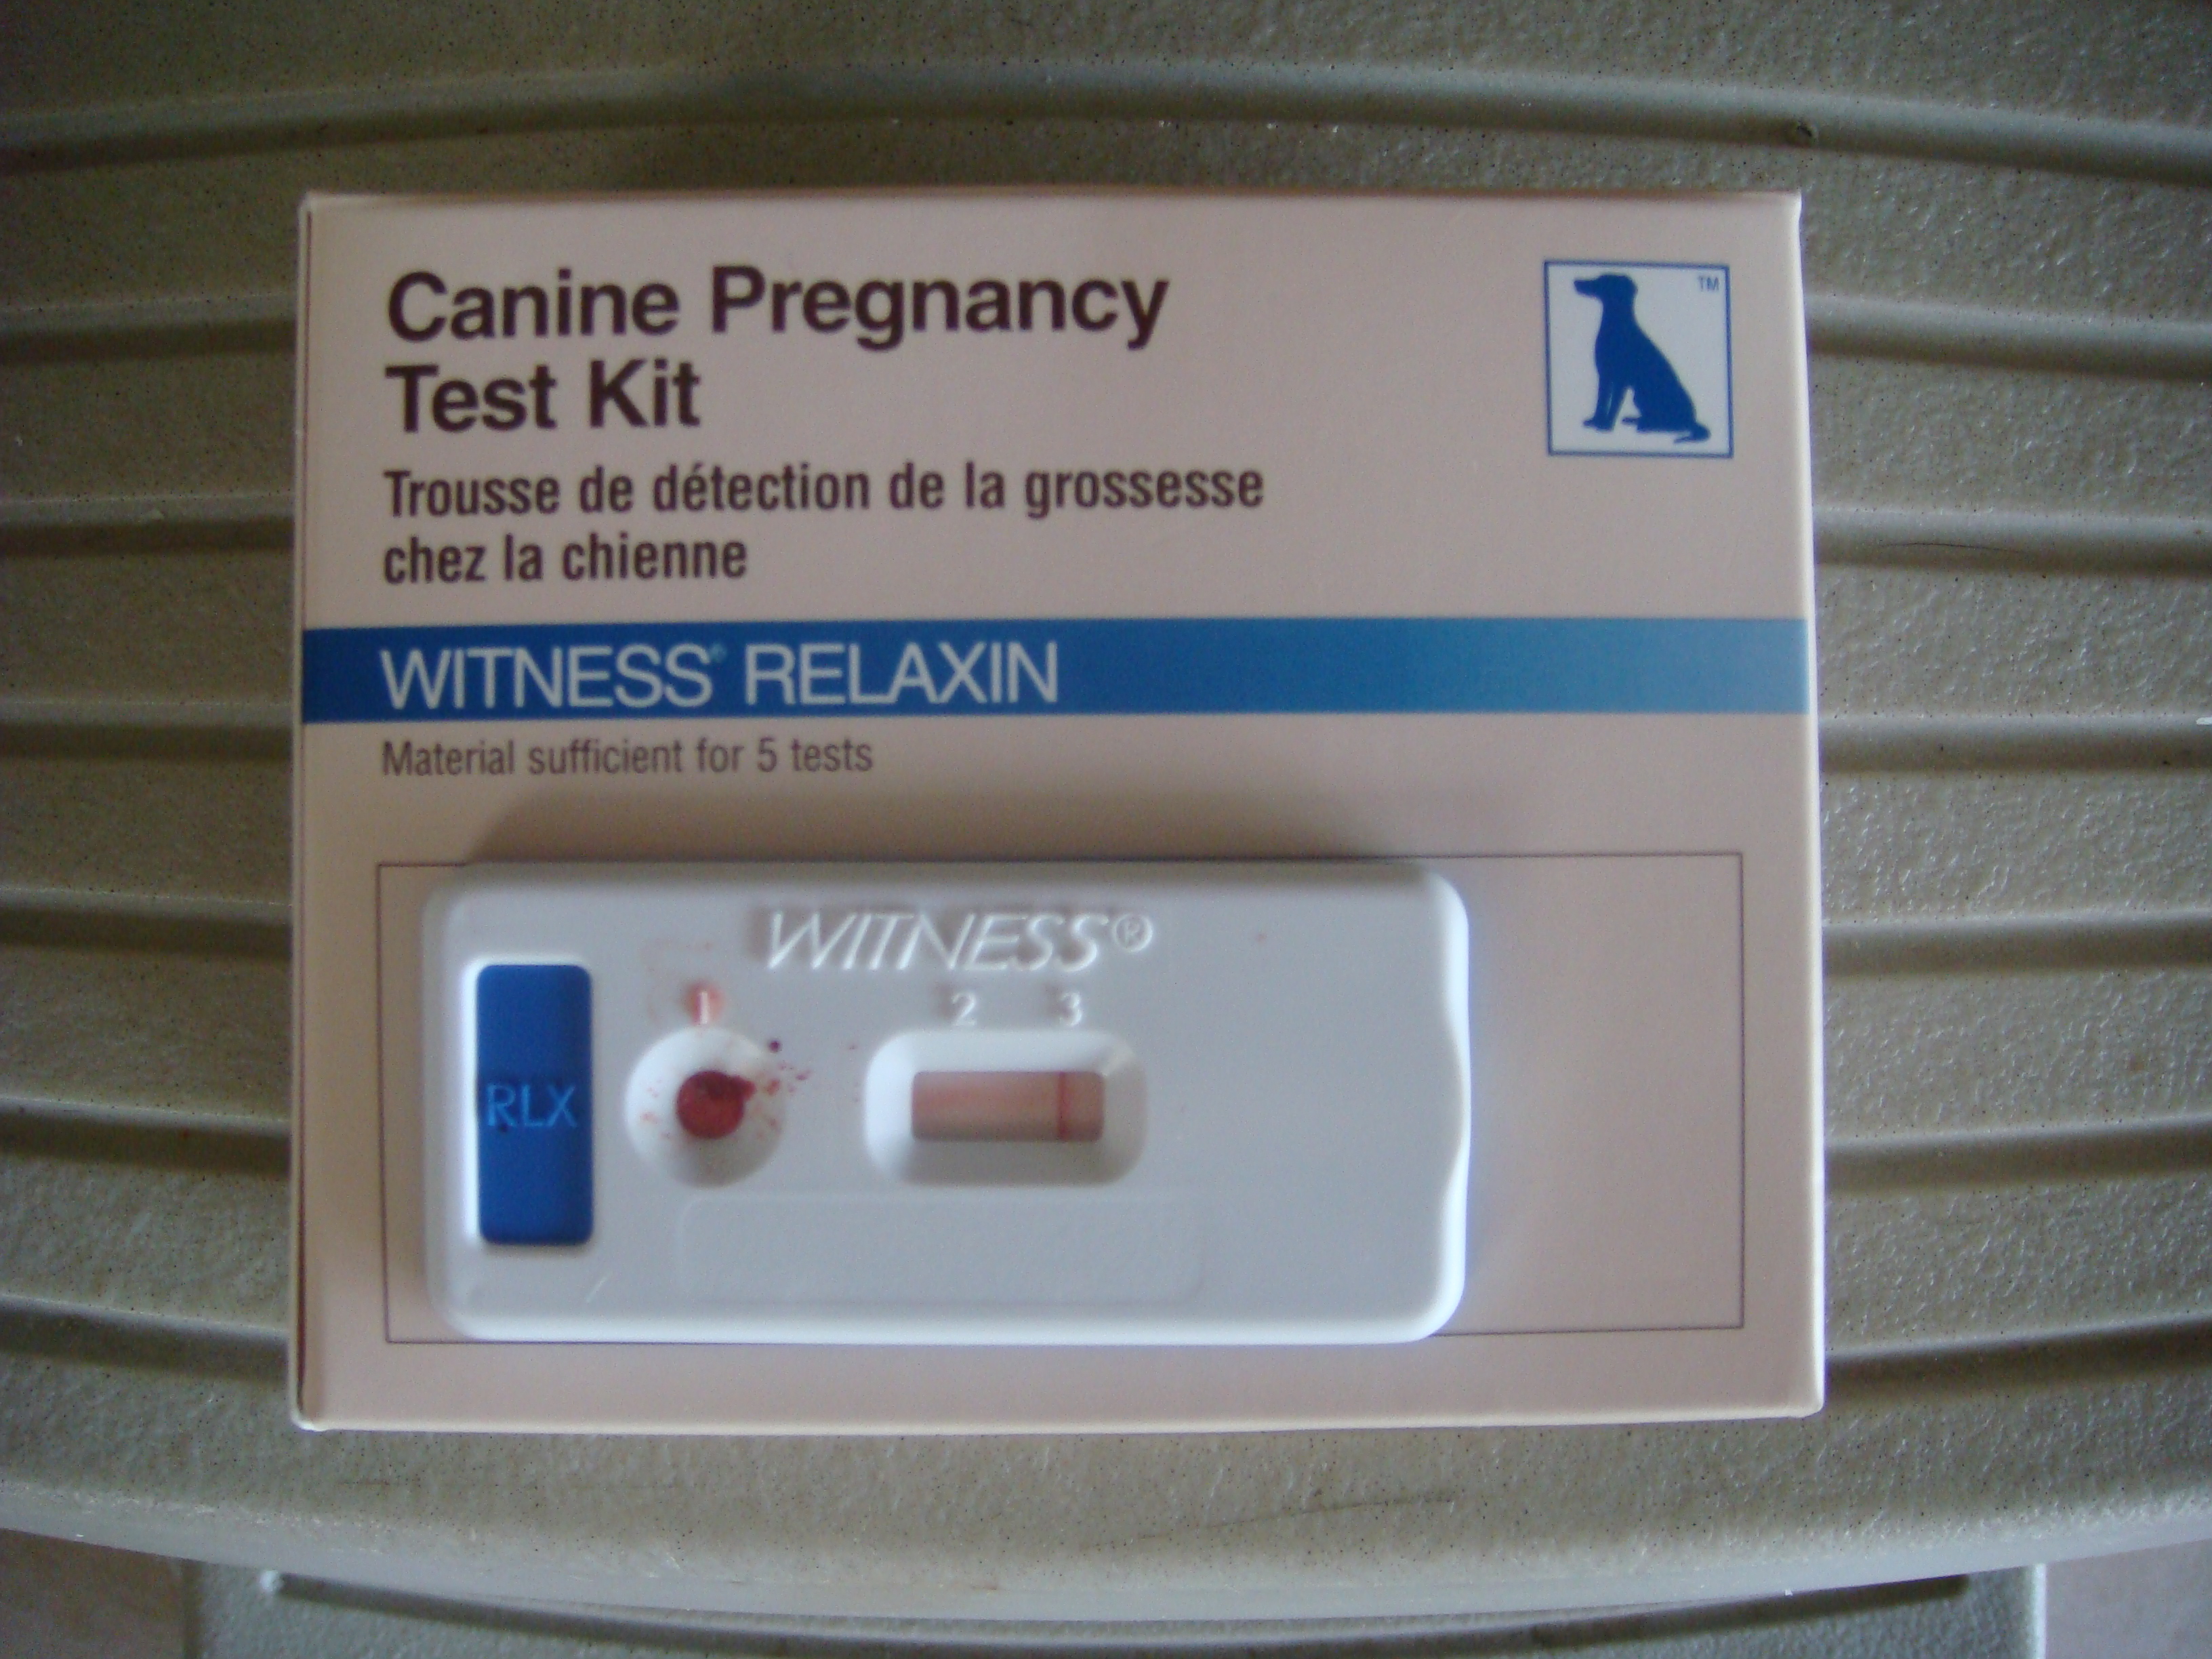 Canine Pregnancy
Test Kit
TM
Trousse de détection de la grossesse
chez la chienne
WITNESS® RELAXIN
Material sufficient for 5 tests
WITNESS®
1
2 3
RLX